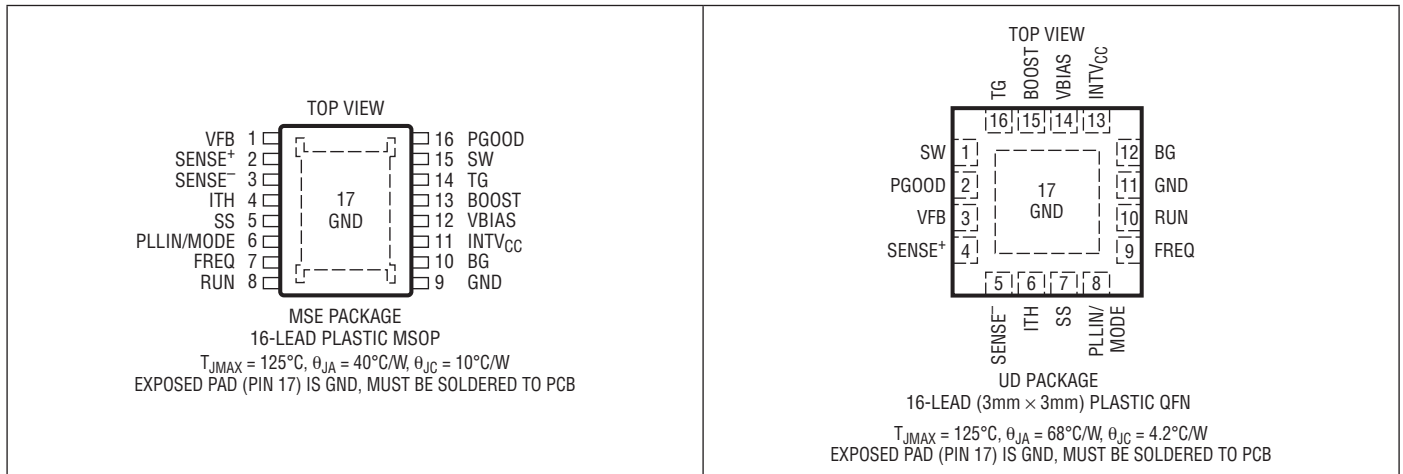 TOP VIEW
VFB 1
SENSE+ 2
SENSE– 3
ITH 4
SS 5
PLLIN/MODE 6
FREQ 7
RUN 8
17
GND
16 PGOOD
15 SW
14 TG
13 BOOST
12 VBIAS
11 INTVCC
10 BG
9 GND
MSE PACKAGE
16-LEAD PLASTIC MSOP
TJMAX = 125°C, θJA = 40°C/W, θJC = 10°C/W
EXPOSED PAD (PIN 17) IS GND, MUST BE SOLDERED TO PCB
TOP VIEW
TG
BOOST
VBIAS
INTVCC
16 15 14 13
SW 1
PGOOD 2
VFB 3
SENSE+ 4
17
GND
12 BG
11 GND
10 RUN
9 FREQ
5 6 7 8
SENSE–
ITH
SS
PLLIN/
MODE
UD PACKAGE
16-LEAD (3mm × 3mm) PLASTIC QFN
TJMAX = 125°C, θJA = 68°C/W, θJC = 4.2°C/W
EXPOSED PAD (PIN 17) IS GND, MUST BE SOLDERED TO PCB